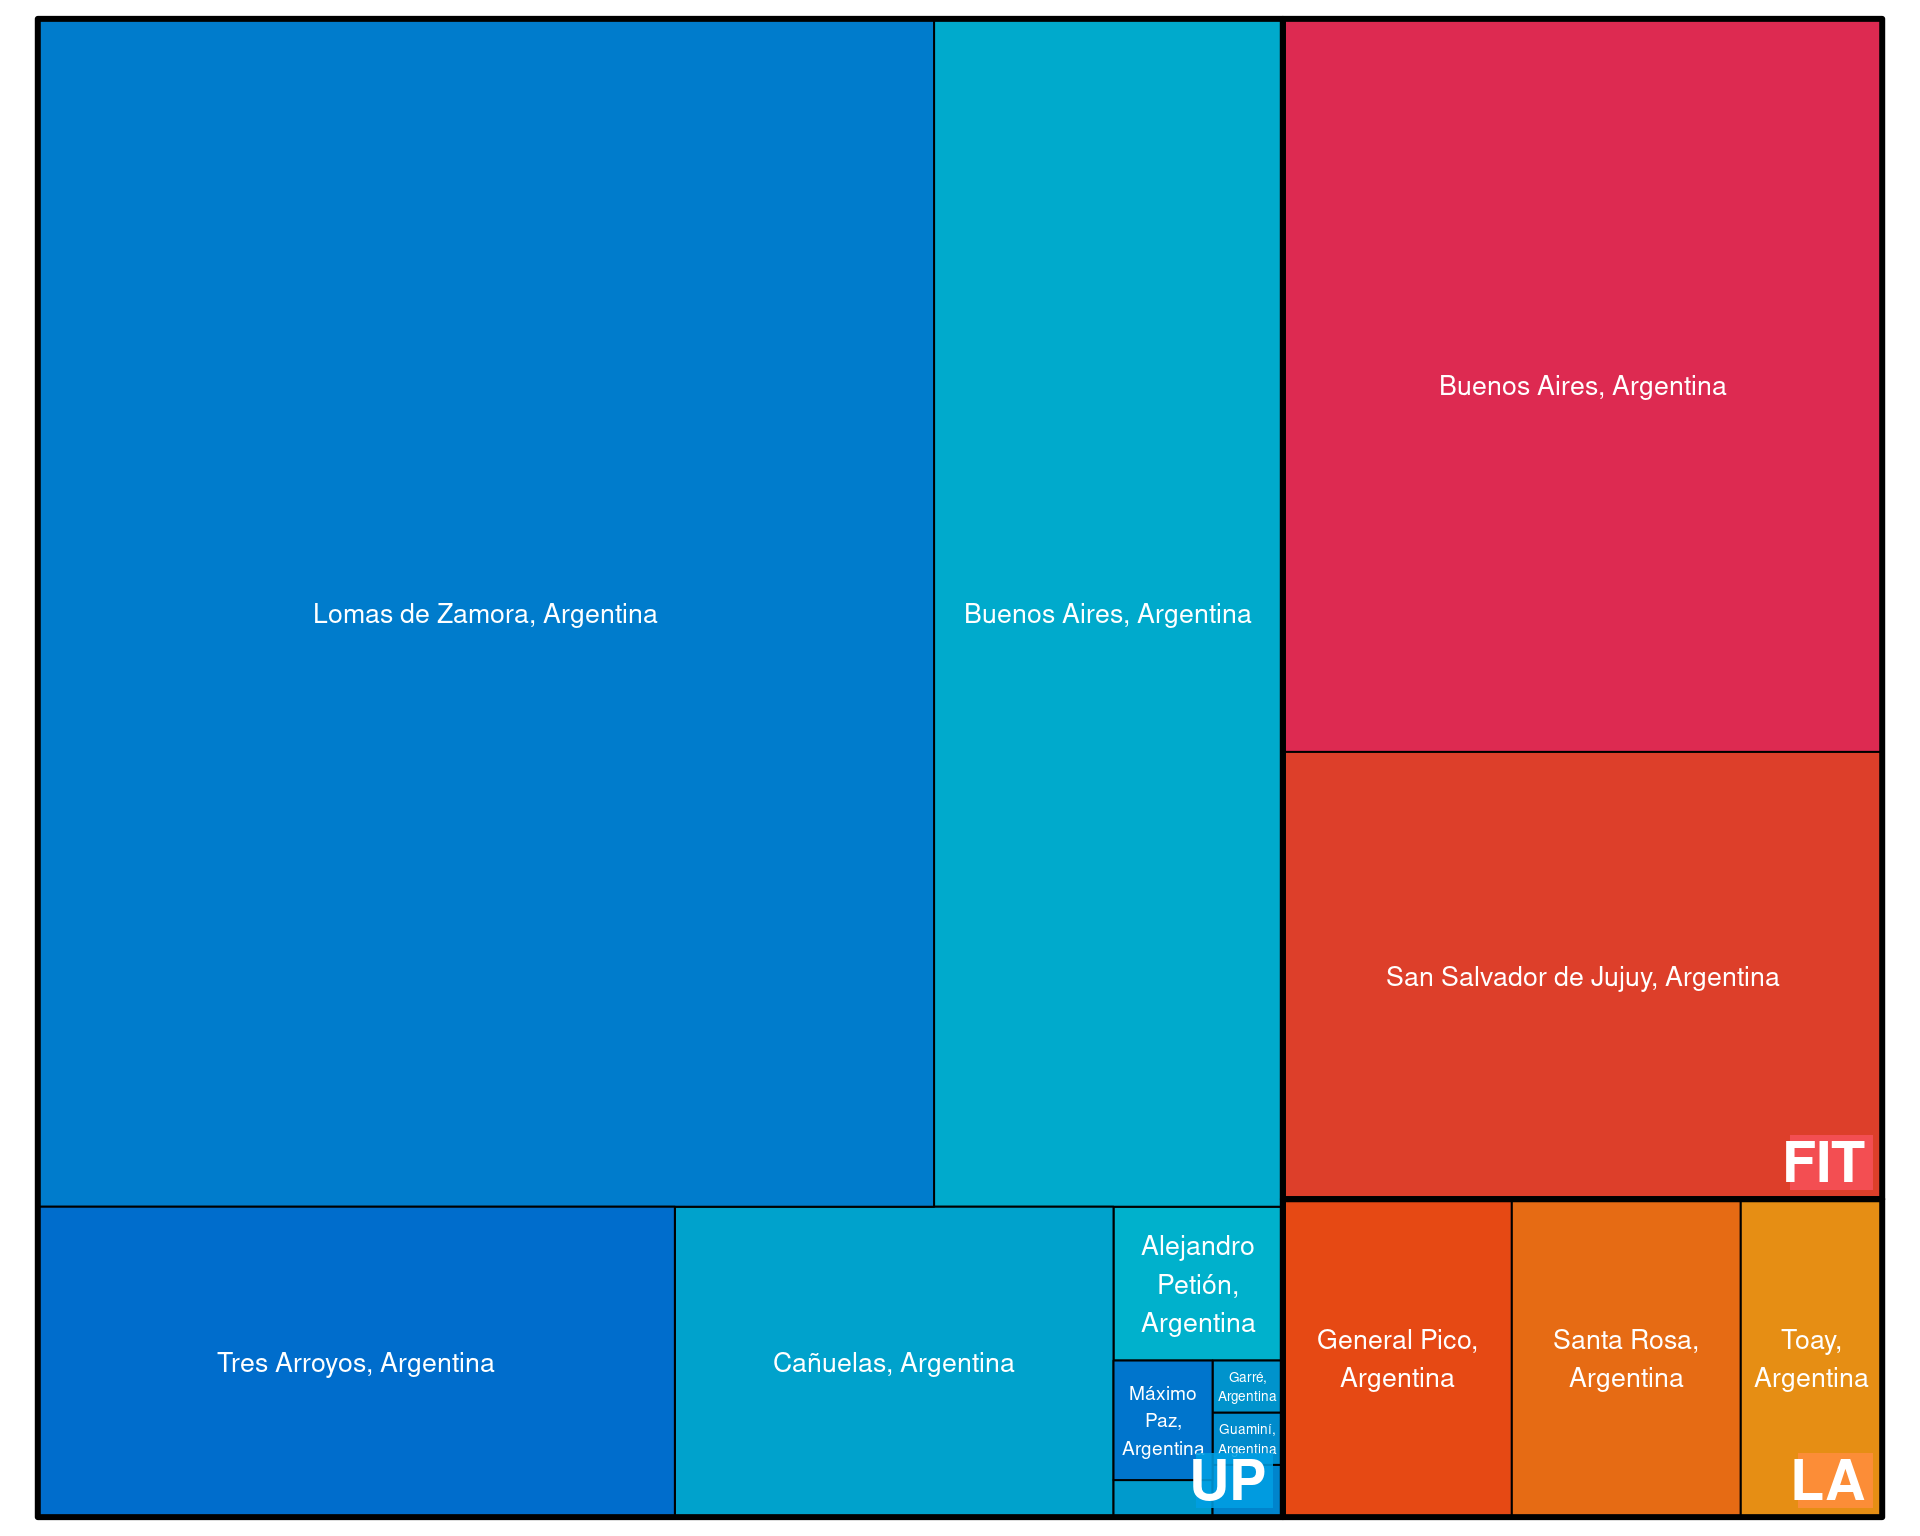 Lomas de Zamora, Argentina
Buenos Aires, Argentina
Tres Arroyos, Argentina
Cañuelas, Argentina
Alejandro
Petión,
Argentina
Máximo
Paz,
Argentina
Garré,
Argentina
Guaminí,
Argentina
UP
Buenos Aires, Argentina
San Salvador de Jujuy, Argentina
FIT
General Pico,
Argentina
Santa Rosa,
Argentina
Toay,
Argentina
LA